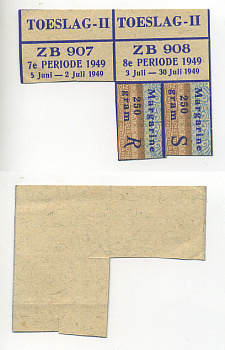 TOESLAG-II
ZB 907
7e PERIODE 1949
5 Juni — 2 Juli 1949
TOESLAG-II
ZB 908
8e PERIODE 1949
3 Juli — 30 Juli 1949
Margarine
250
gram R
Margarine
250
gram S